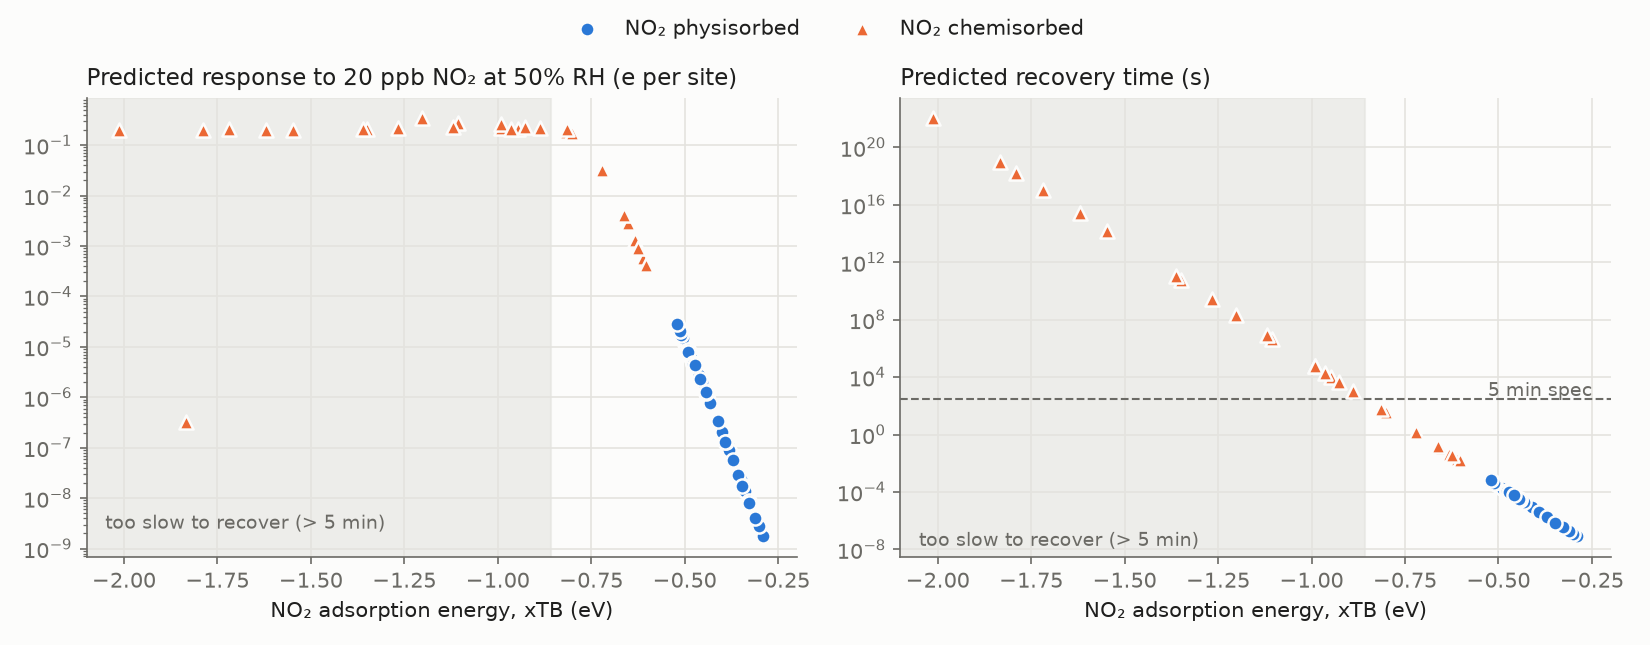 NO₂ physisorbed
NO₂ chemisorbed
Predicted response to 20 ppb NO₂ at 50% RH (e per site)
10⁻¹
10⁻²
10⁻³
10⁻⁴
10⁻⁵
10⁻⁶
10⁻⁷
10⁻⁸
10⁻⁹
too slow to recover (> 5 min)
−2.00 −1.75 −1.50 −1.25 −1.00 −0.75 −0.50 −0.25
NO₂ adsorption energy, xTB (eV)
Predicted recovery time (s)
10²⁰
10¹⁶
10¹²
10⁸
10⁴
10⁰
10⁻⁴
10⁻⁸
5 min spec
too slow to recover (> 5 min)
−2.00 −1.75 −1.50 −1.25 −1.00 −0.75 −0.50 −0.25
NO₂ adsorption energy, xTB (eV)